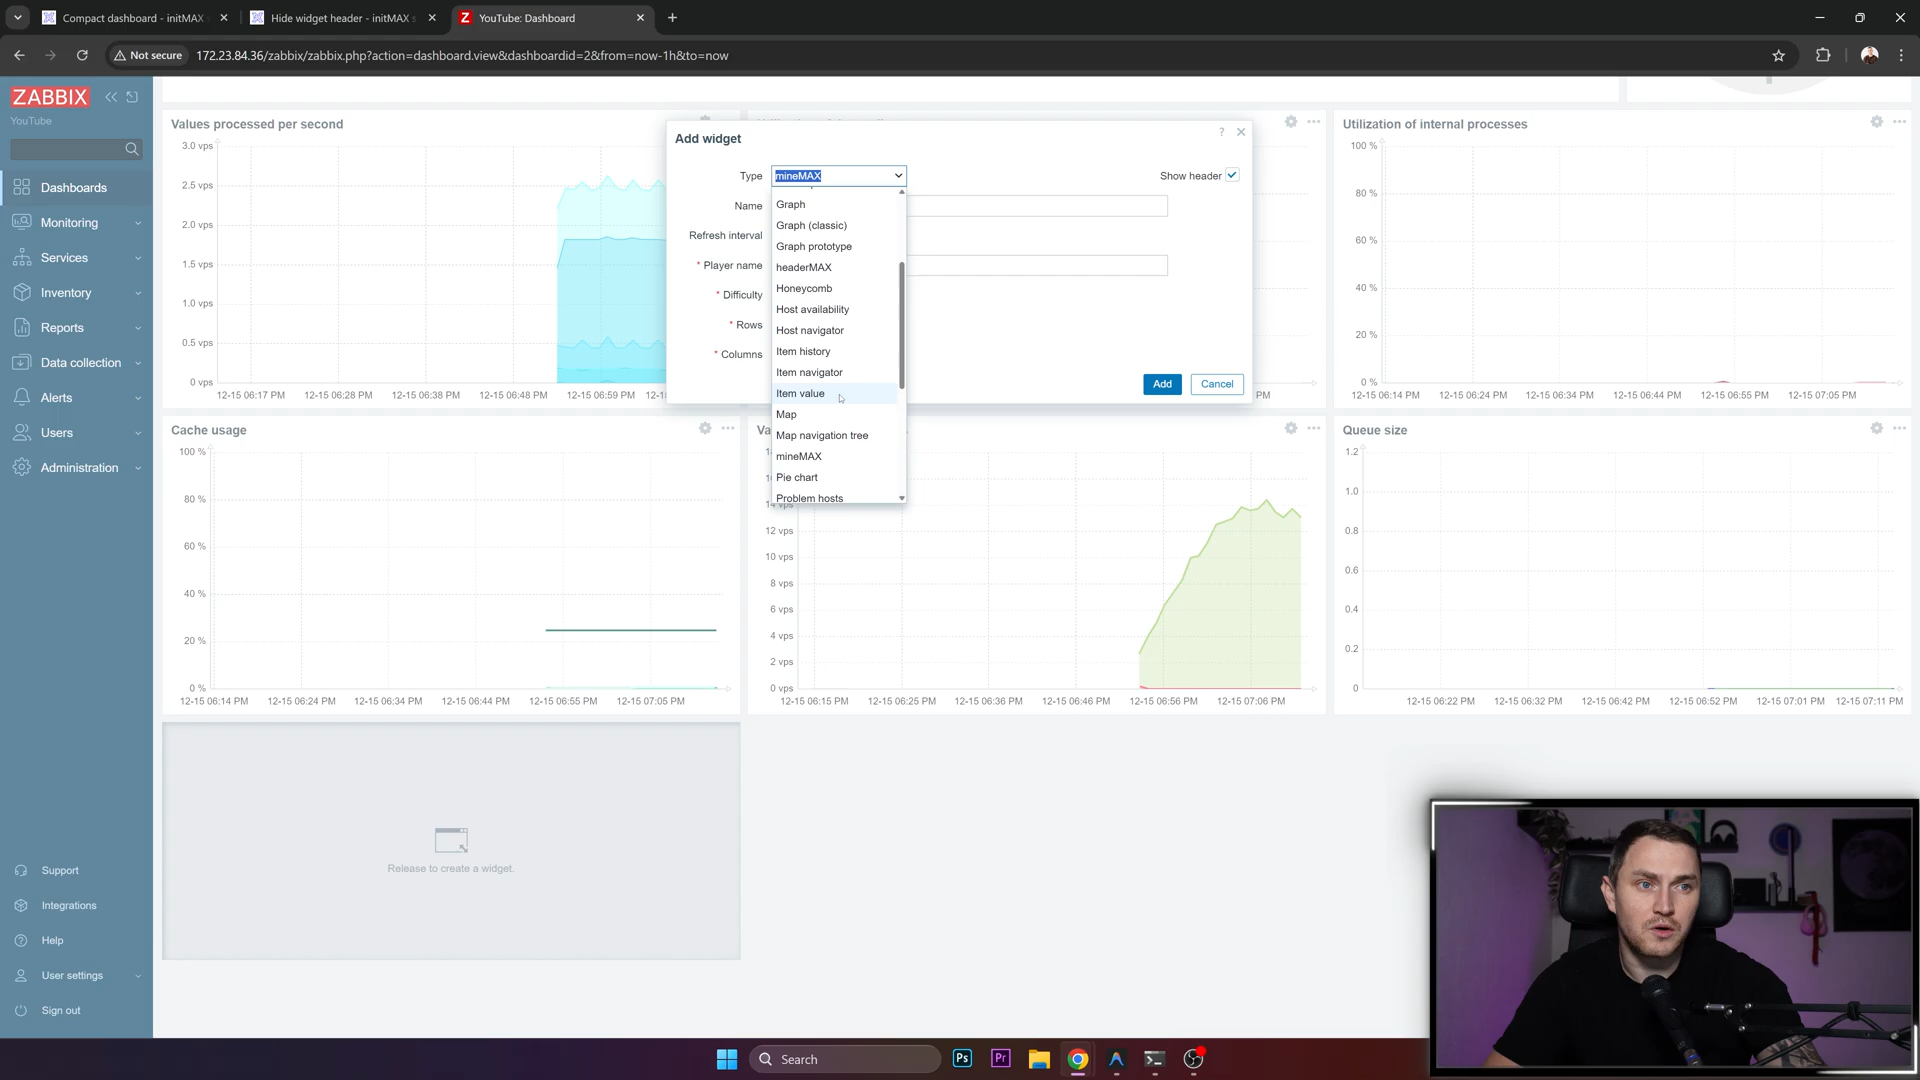 Compact dashboard - initMAX
Hide widget header - initMAX s
YouTube: Dashboard
Not secure
172.23.84.36/zabbix/zabbix.php?action=dashboard.view&dashboardid=2&from=now-1h&to=now
ZABBIX
YouTube
Dashboards
Monitoring
Services
Inventory
Reports
Data collection
Alerts
Users
Administration
Support
Integrations
Help
User settings
Sign out
Values processed per second
3.0 vps
2.5 vps
2.0 vps
1.5 vps
1.0 vps
0.5 vps
0 vps
12-15 06:17 PM 12-15 06:28 PM 12-15 06:38 PM 12-15 06:48 PM 12-15 06:59 PM 12-1
Add widget
?
Type
mineMAX
Show header
Name
Refresh interval
* Player name
* Difficulty
* Rows
* Columns
Graph
Graph (classic)
Graph prototype
headerMAX
Honeycomb
Host availability
Host navigator
Item history
Item navigator
Item value
Map
Map navigation tree
mineMAX
Pie chart
Problem hosts
Add
Cancel
PM
Utilization of internal processes
100 %
80 %
60 %
40 %
20 %
0 %
12-15 06:14 PM 12-15 06:24 PM 12-15 06:34 PM 12-15 06:44 PM 12-15 06:55 PM 12-15 07:05 PM
Cache usage
100 %
80 %
60 %
40 %
20 %
0 %
12-15 06:14 PM 12-15 06:24 PM 12-15 06:34 PM 12-15 06:44 PM 12-15 06:55 PM 12-15 07:05 PM
Va
14 vps
12 vps
10 vps
8 vps
6 vps
4 vps
2 vps
0 vps
12-15 06:15 PM 12-15 06:25 PM 12-15 06:36 PM 12-15 06:46 PM 12-15 06:56 PM 12-15 07:06 PM
Queue size
1.2
1.0
0.8
0.6
0.4
0.2
0
12-15 06:22 PM 12-15 06:32 PM 12-15 06:42 PM 12-15 06:52 PM 12-15 07:01 PM 12-15 07:11 PM
Release to create a widget.
Search
Ps
Pr